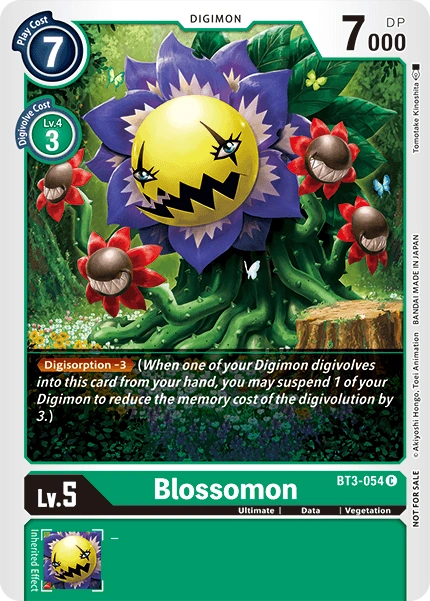 Play Cost
7
DIGIMON
7000
DP
Digivolve Cost
Lv.4
3
Tomotake Kinoshita
Digisorption -3 (When one of your Digimon digivolves
into this card from your hand, you may suspend 1 of your
Digimon to reduce the memory cost of the digivolution by
3.)
© Akiyoshi Hongo, Toei Animation BANDAI MADE IN JAPAN
NOT FOR SALE
Lv.5
Blossomon
BT3-054 C
Ultimate | Data | Vegetation
Inherited Effect
–